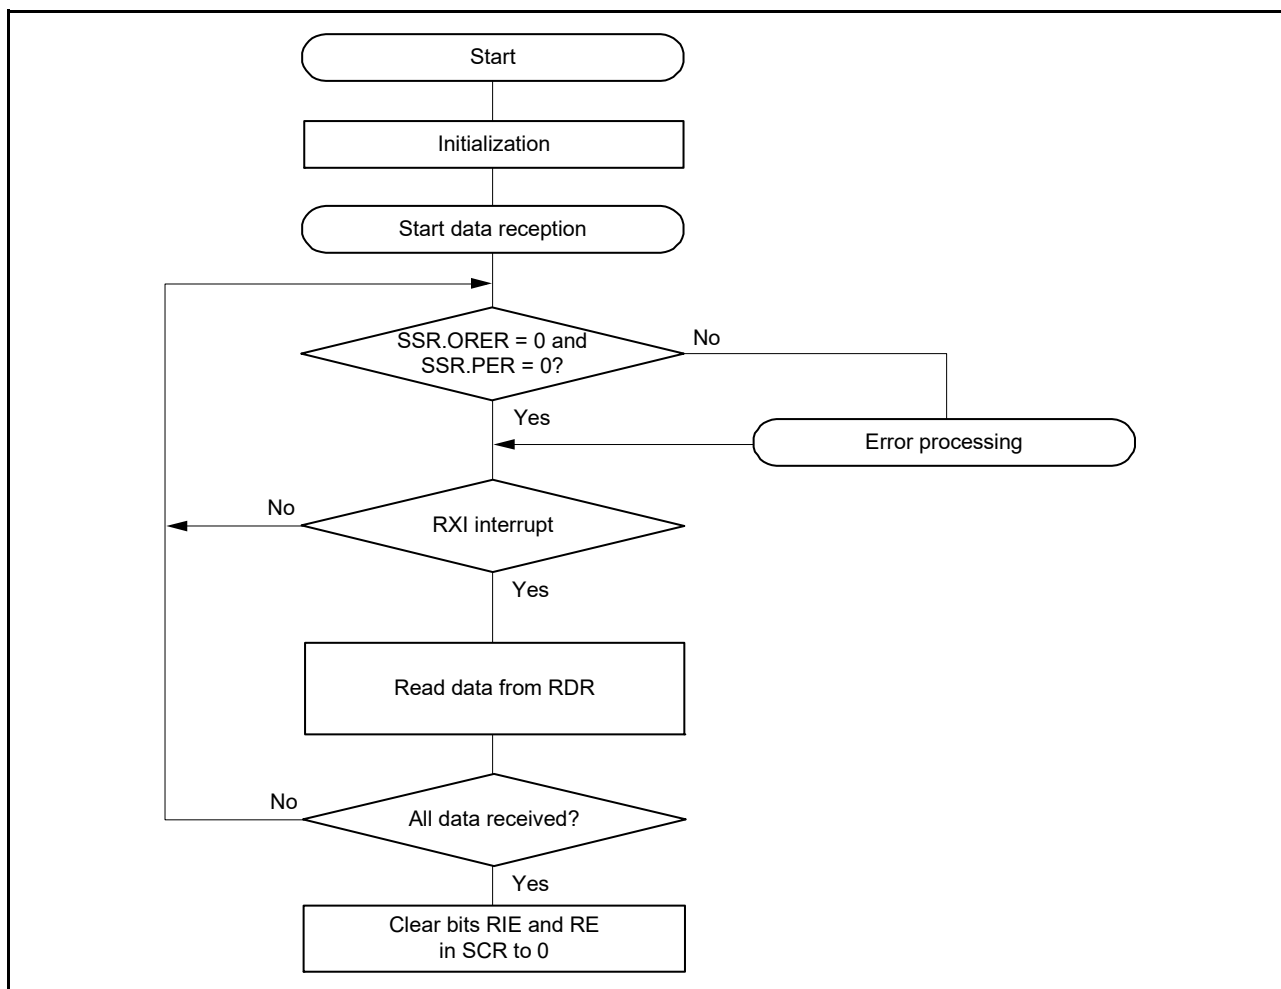 Start
Initialization
Start data reception
SSR.ORER = 0 and
SSR.PER = 0?
No
Yes
Error processing
No
RXI interrupt
Yes
Read data from RDR
No
All data received?
Yes
Clear bits RIE and RE
in SCR to 0